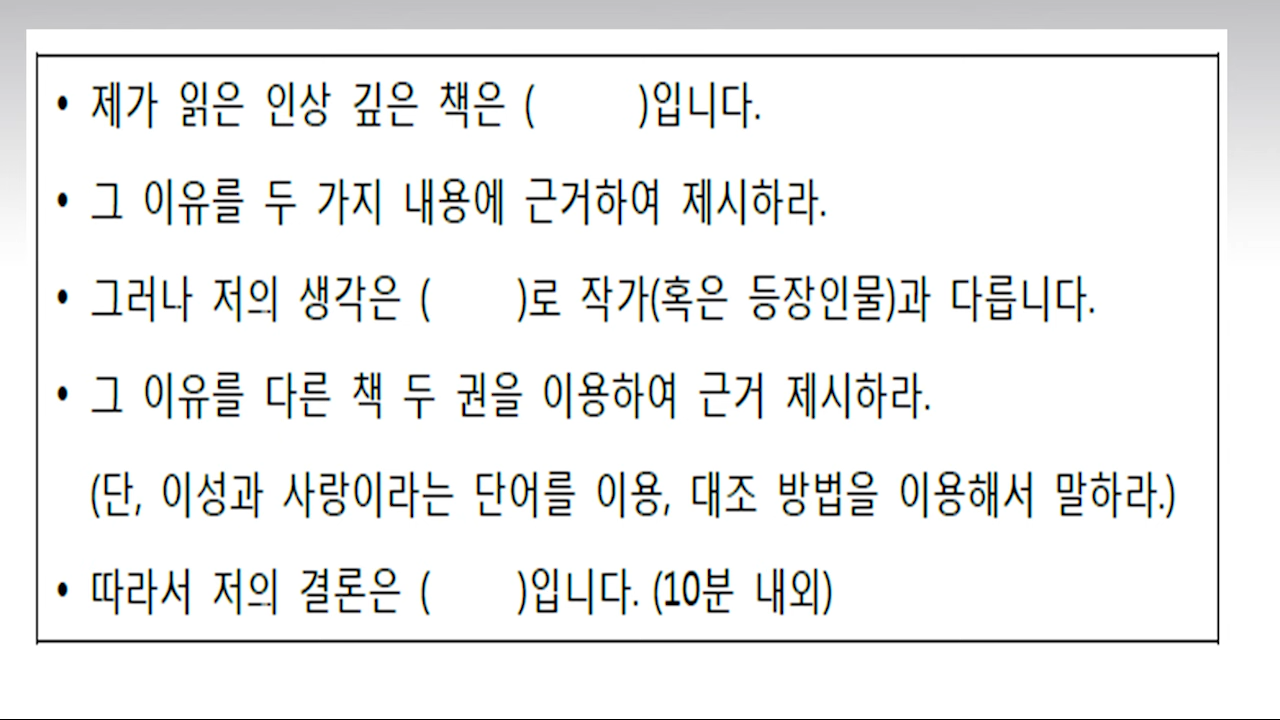 • 제가 읽은 인상 깊은 책은 (        )입니다.
• 그 이유를 두 가지 내용에 근거하여 제시하라.
• 그러나 저의 생각은 (        )로 작가(혹은 등장인물)과 다릅니다.
• 그 이유를 다른 책 두 권을 이용하여 근거 제시하라.
(단, 이성과 사랑이라는 단어를 이용, 대조 방법을 이용해서 말하라.)
• 따라서 저의 결론은 (        )입니다. (10분 내외)